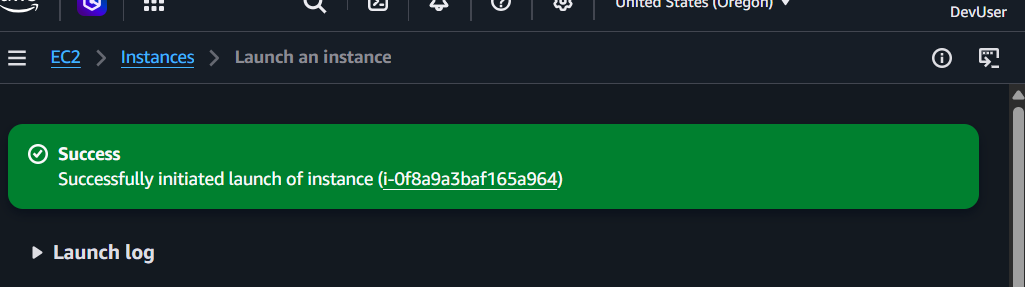 United States (Oregon)
DevUser
EC2 Instances Launch an instance
Success
Successfully initiated launch of instance (i-0f8a9a3baf165a964)
Launch log